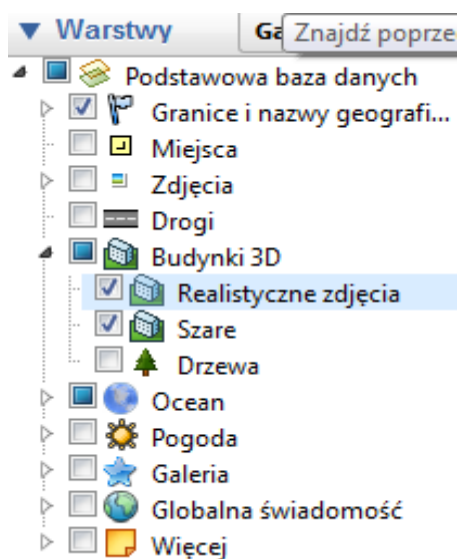 Warstwy
Ga
Znajdź poprze
Podstawowa baza danych
Granice i nazwy geografi...
Miejsca
Zdjęcia
Drogi
Budynki 3D
Realistyczne zdjęcia
Szare
Drzewa
Ocean
Pogoda
Galeria
Globalna świadomość
Więcej